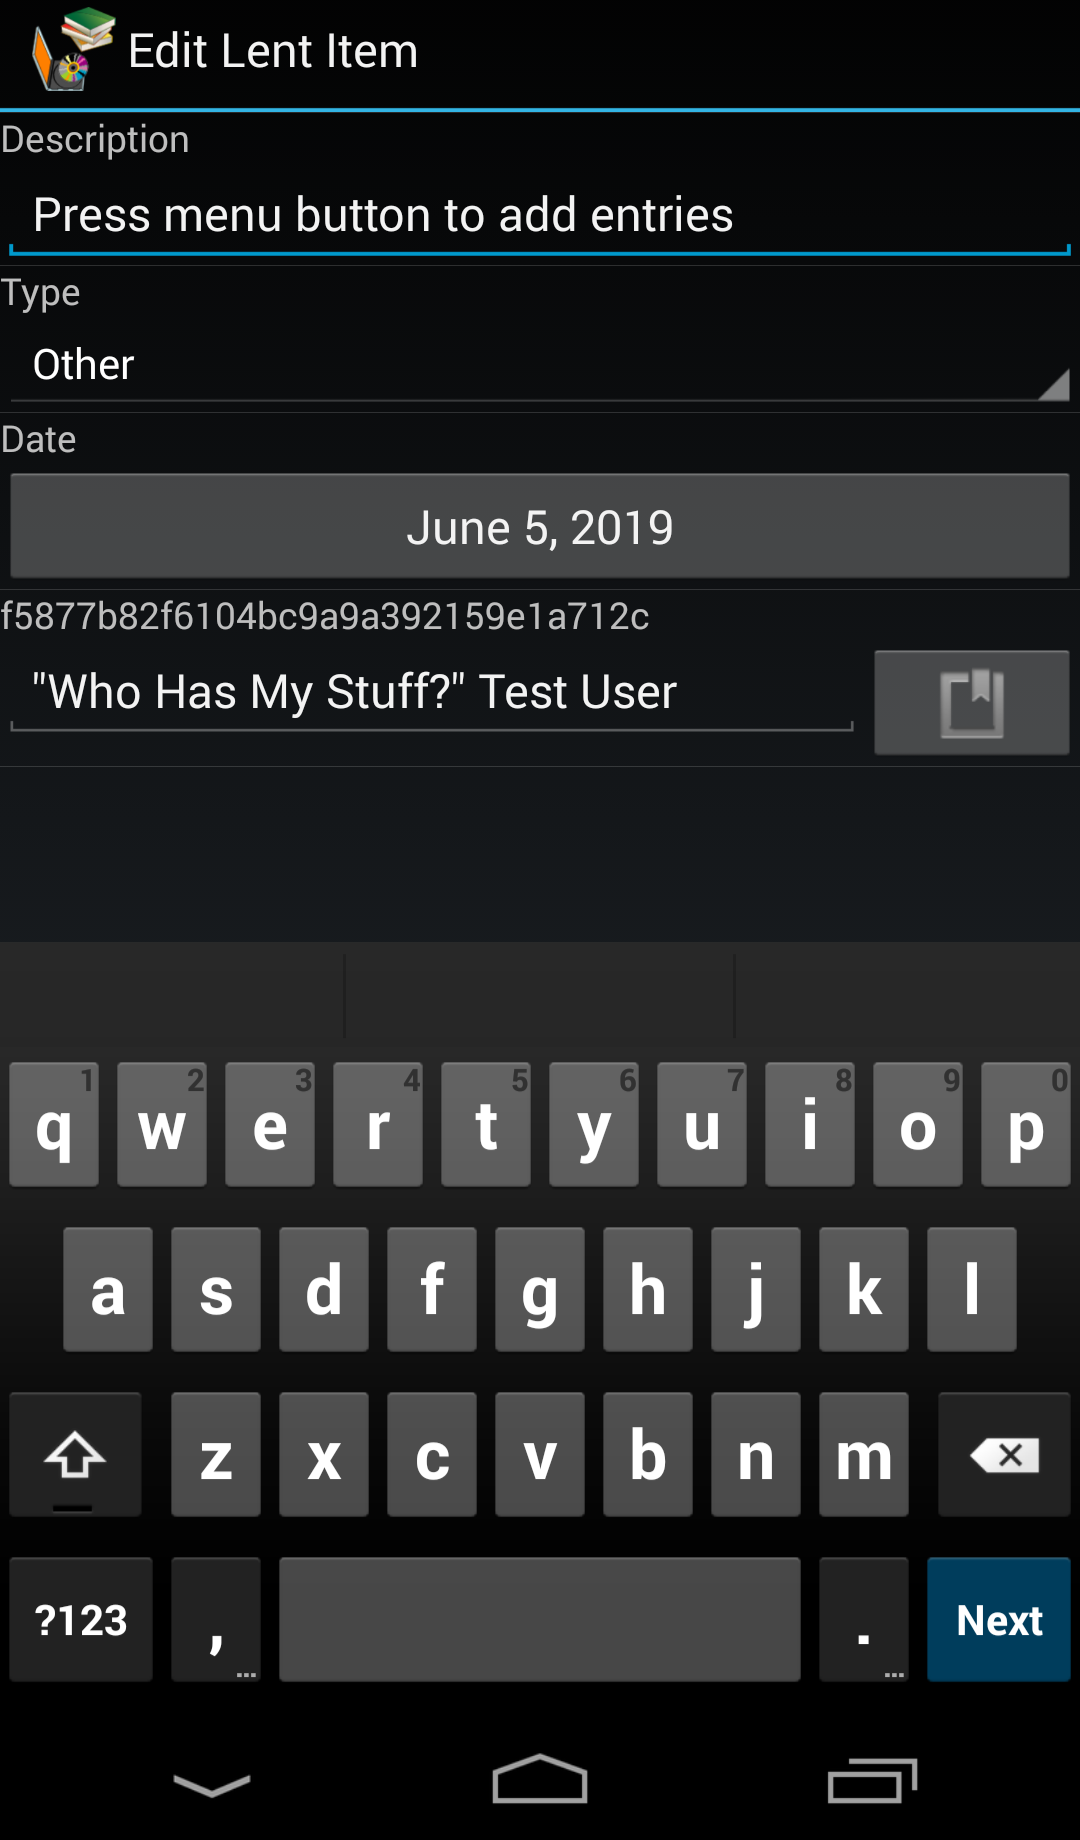 Edit Lent Item
Description
Press menu button to add entries
Type
Other
Date
June 5, 2019
f5877b82f6104bc9a9a392159e1a712c
"Who Has My Stuff?" Test User
1 2 3 4 5 6 7 8 9 0
q w e r t y u i o p
a s d f g h j k l
z x c v b n m
?123 , . Next